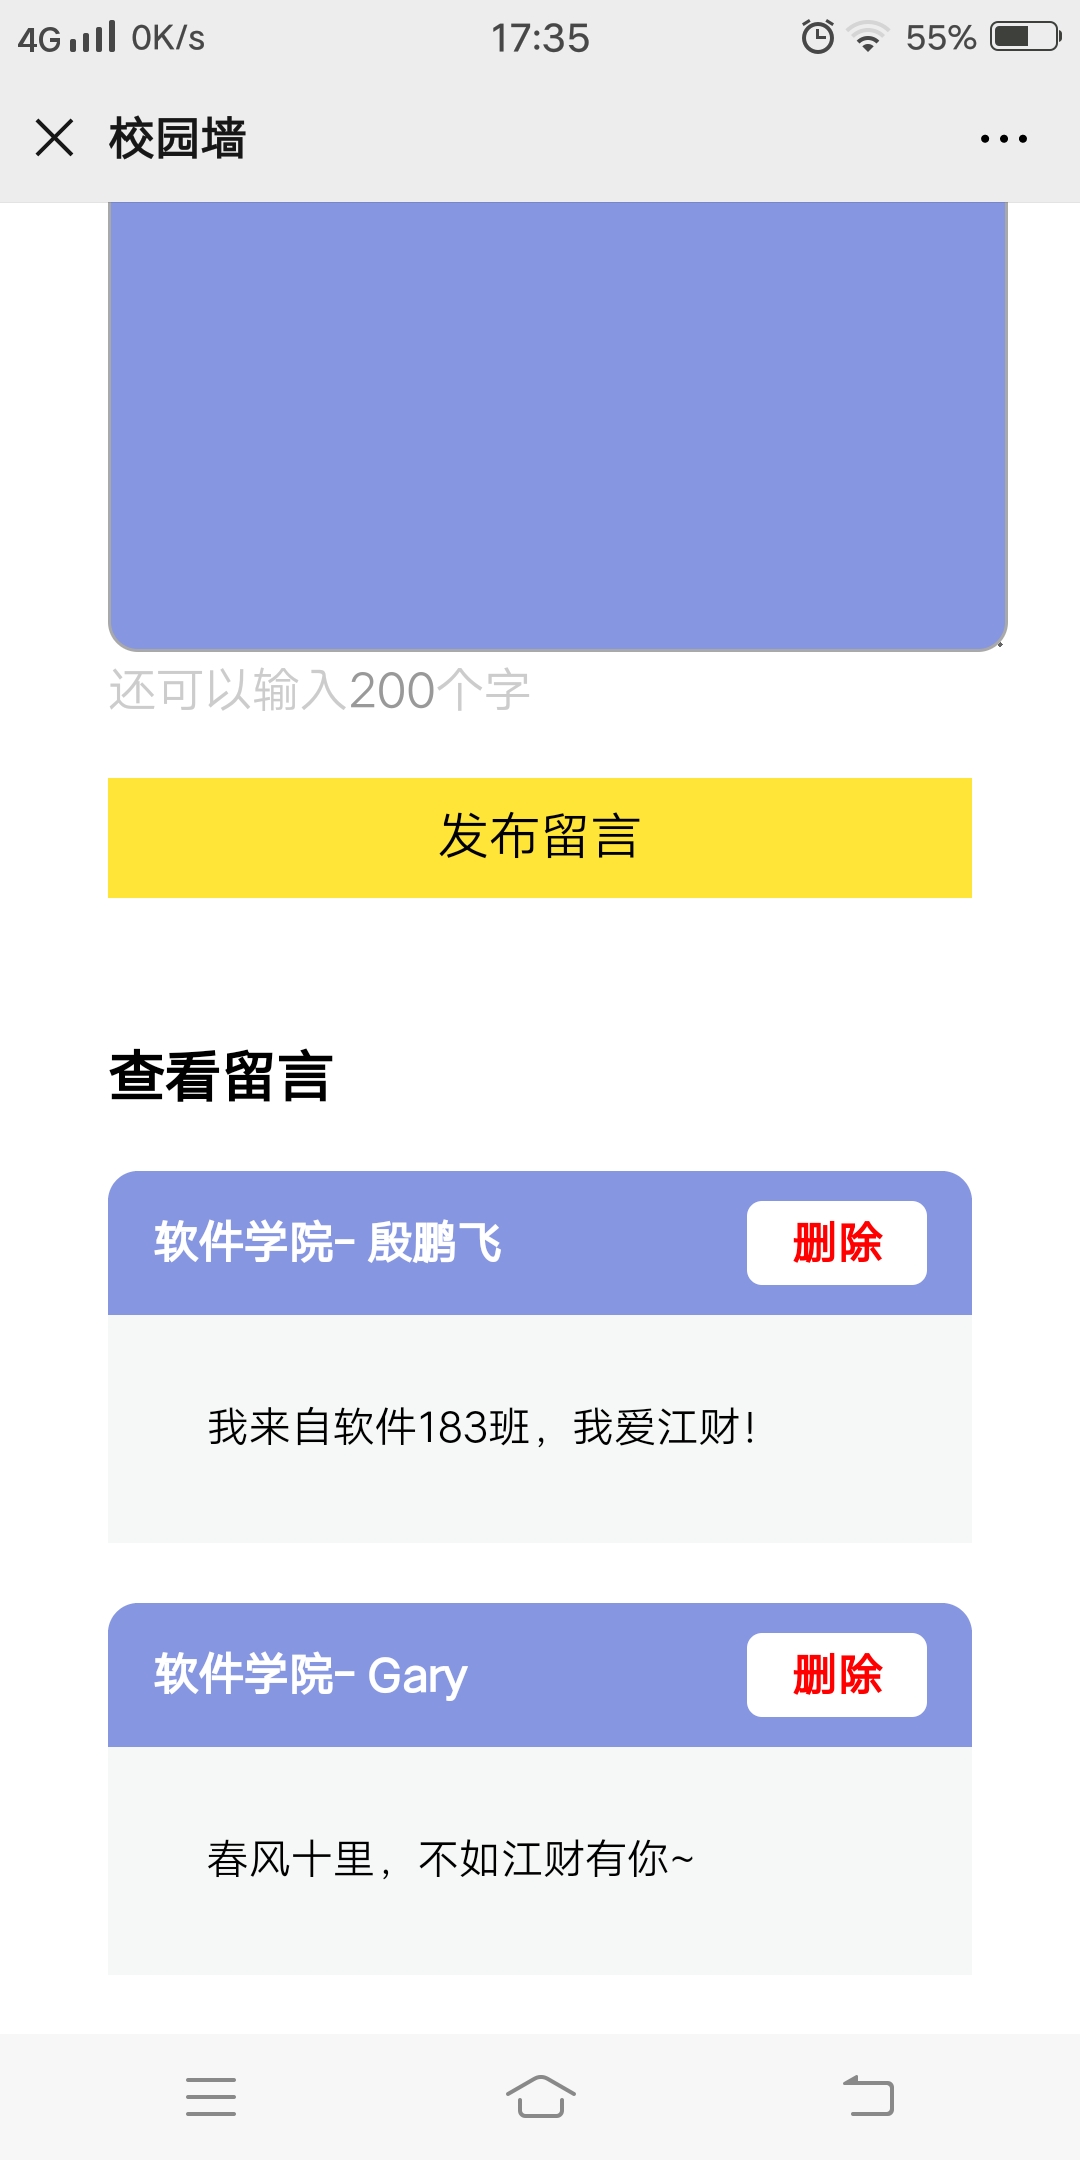 4G 0K/s 17:35 55%
校园墙
还可以输入200个字
发布留言
查看留言
软件学院- 殷鹏飞 删除
我来自软件183班，我爱江财！
软件学院- Gary 删除
春风十里，不如江财有你~